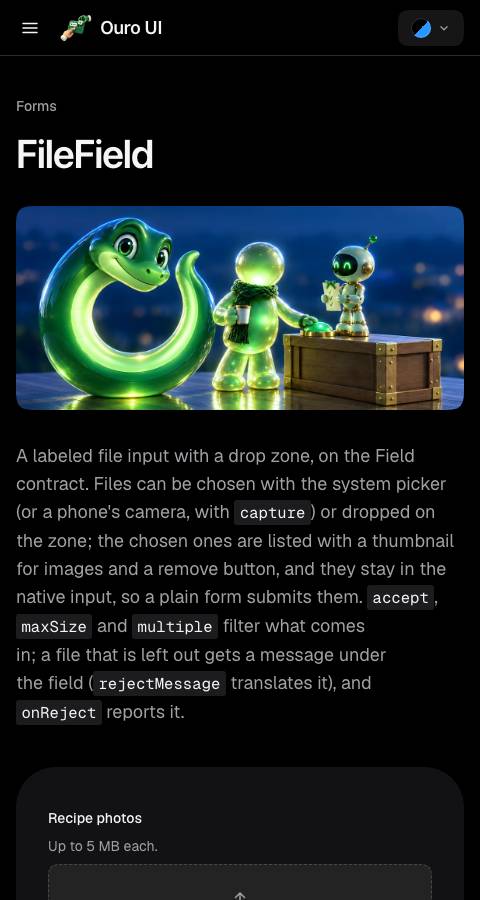 Ouro UI
Forms
FileField
A labeled file input with a drop zone, on the Field
contract. Files can be chosen with the system picker
(or a phone's camera, with capture) or dropped on
the zone; the chosen ones are listed with a thumbnail
for images and a remove button, and they stay in the
native input, so a plain form submits them. accept,
maxSize and multiple filter what comes
in; a file that is left out gets a message under
the field (rejectMessage translates it), and
onReject reports it.
Recipe photos
Up to 5 MB each.